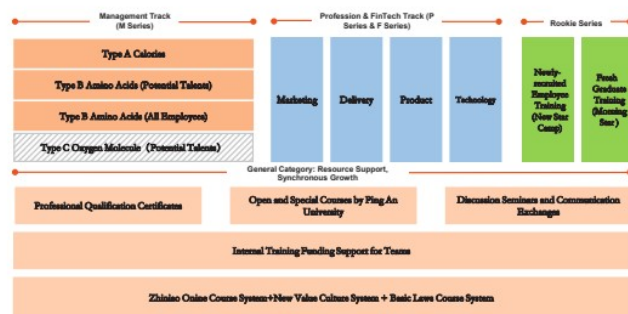 Management Track
(M Series)
Profession & FinTech Track (P
Series & F Series)
Rookie Series
Type A Calories
Type B Amino Acids (Potential Talents)
Type B Amino Acids (All Employees)
Type C Oxygen Molecule (Potential Talents)
Marketing
Delivery
Product
Technology
Newly-
recruited
Employee
Training
(New Star
Camp)
Fresh
Graduate
Training
(Morning
Star)
General Category: Resource Support,
Synchronous Growth
Professional Qualification Certificates
Open and Special Courses by Ping An
University
Discussion Seminars and Communication
Exchanges
Internal Training Funding Support for Teams
Zhiniao Onine Course System+New Value Culture System + Basic Laws Course System